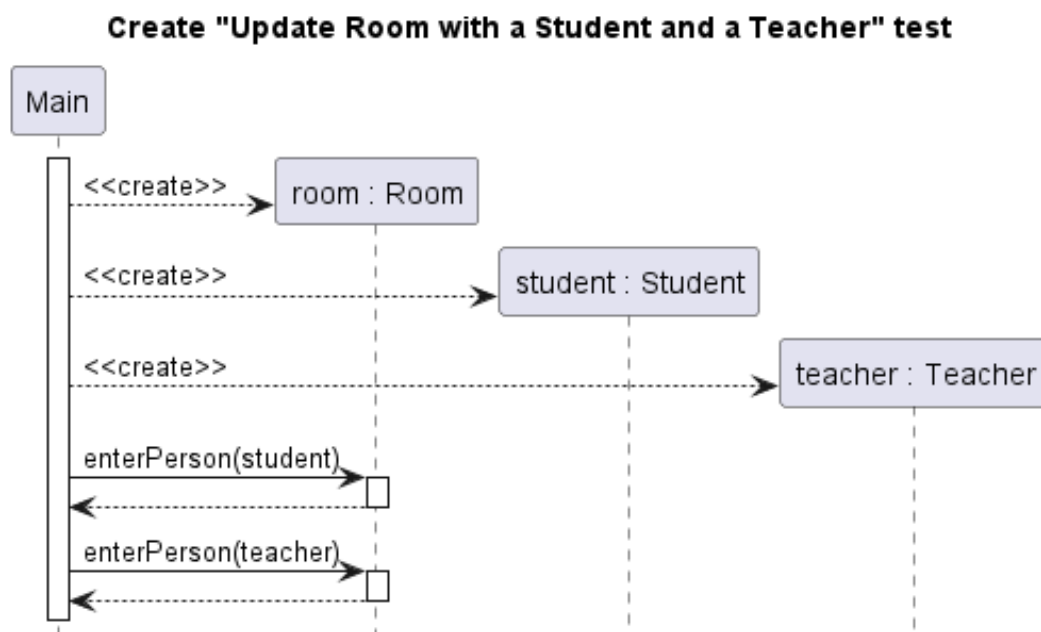 Create "Update Room with a Student and a Teacher" test
Main
<<create>>
room : Room
<<create>>
student : Student
<<create>>
teacher : Teacher
enterPerson(student)
enterPerson(teacher)